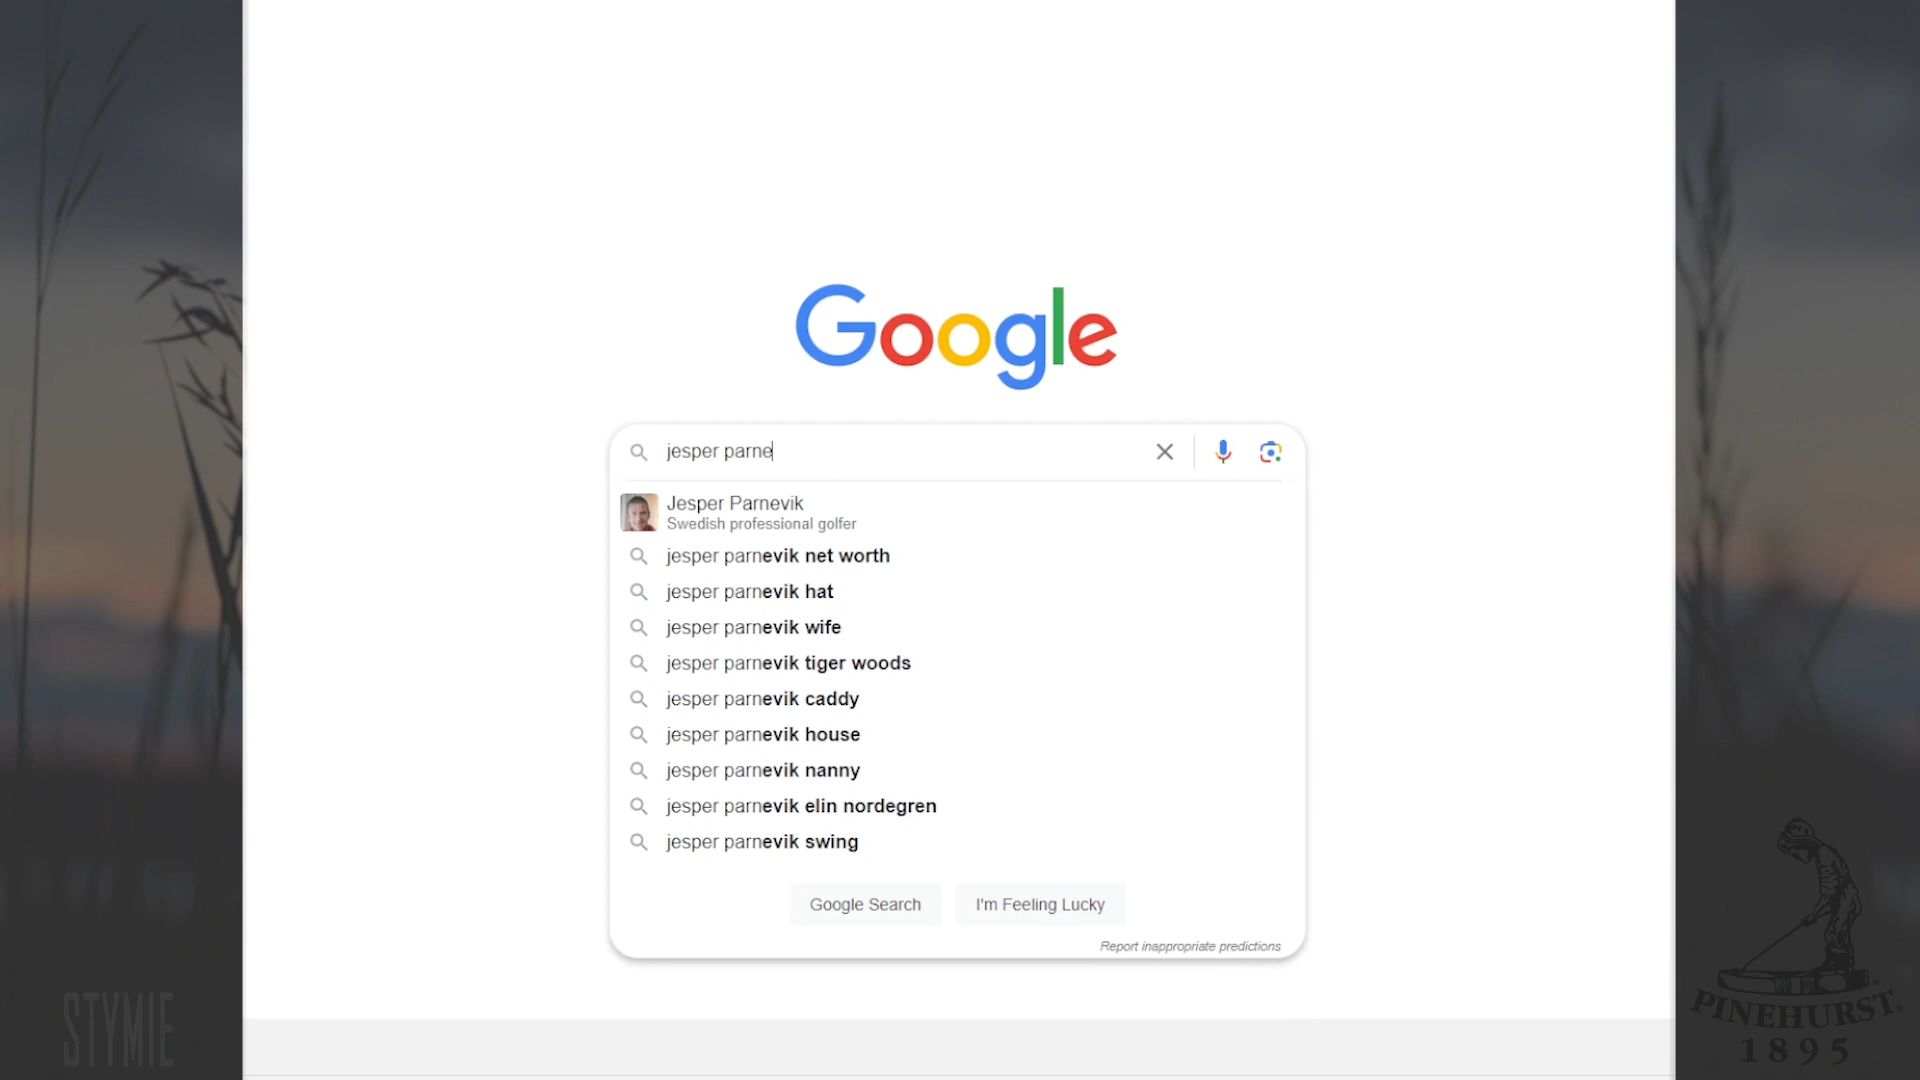 Google
jesper parne
Jesper Parnevik
Swedish professional golfer
jesper parnevik net worth
jesper parnevik hat
jesper parnevik wife
jesper parnevik tiger woods
jesper parnevik caddy
jesper parnevik house
jesper parnevik nanny
jesper parnevik elin nordegren
jesper parnevik swing
Google Search
I'm Feeling Lucky
Report inappropriate predictions
STYMIE
PINEHURST®
1895